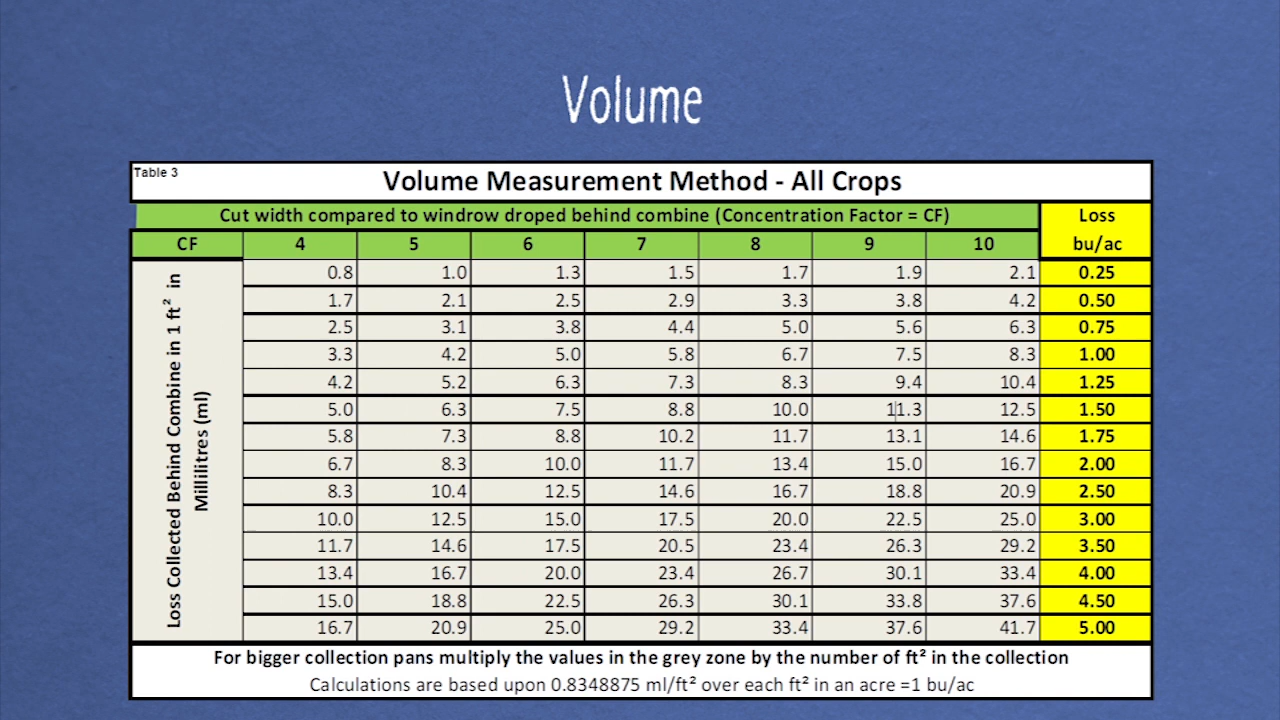 Volume
Table 3
Volume Measurement Method - All Crops
Cut width compared to windrow droped behind combine (Concentration Factor = CF) Loss
CF 4 5 6 7 8 9 10 bu/ac
Loss Collected Behind Combine in 1 ft² in
Millilitres (ml)
0.8 1.0 1.3 1.5 1.7 1.9 2.1 0.25
1.7 2.1 2.5 2.9 3.3 3.8 4.2 0.50
2.5 3.1 3.8 4.4 5.0 5.6 6.3 0.75
3.3 4.2 5.0 5.8 6.7 7.5 8.3 1.00
4.2 5.2 6.3 7.3 8.3 9.4 10.4 1.25
5.0 6.3 7.5 8.8 10.0 11.3 12.5 1.50
5.8 7.3 8.8 10.2 11.7 13.1 14.6 1.75
6.7 8.3 10.0 11.7 13.4 15.0 16.7 2.00
8.3 10.4 12.5 14.6 16.7 18.8 20.9 2.50
10.0 12.5 15.0 17.5 20.0 22.5 25.0 3.00
11.7 14.6 17.5 20.5 23.4 26.3 29.2 3.50
13.4 16.7 20.0 23.4 26.7 30.1 33.4 4.00
15.0 18.8 22.5 26.3 30.1 33.8 37.6 4.50
16.7 20.9 25.0 29.2 33.4 37.6 41.7 5.00
For bigger collection pans multiply the values in the grey zone by the number of ft² in the collection
Calculations are based upon 0.8348875 ml/ft² over each ft² in an acre =1 bu/ac